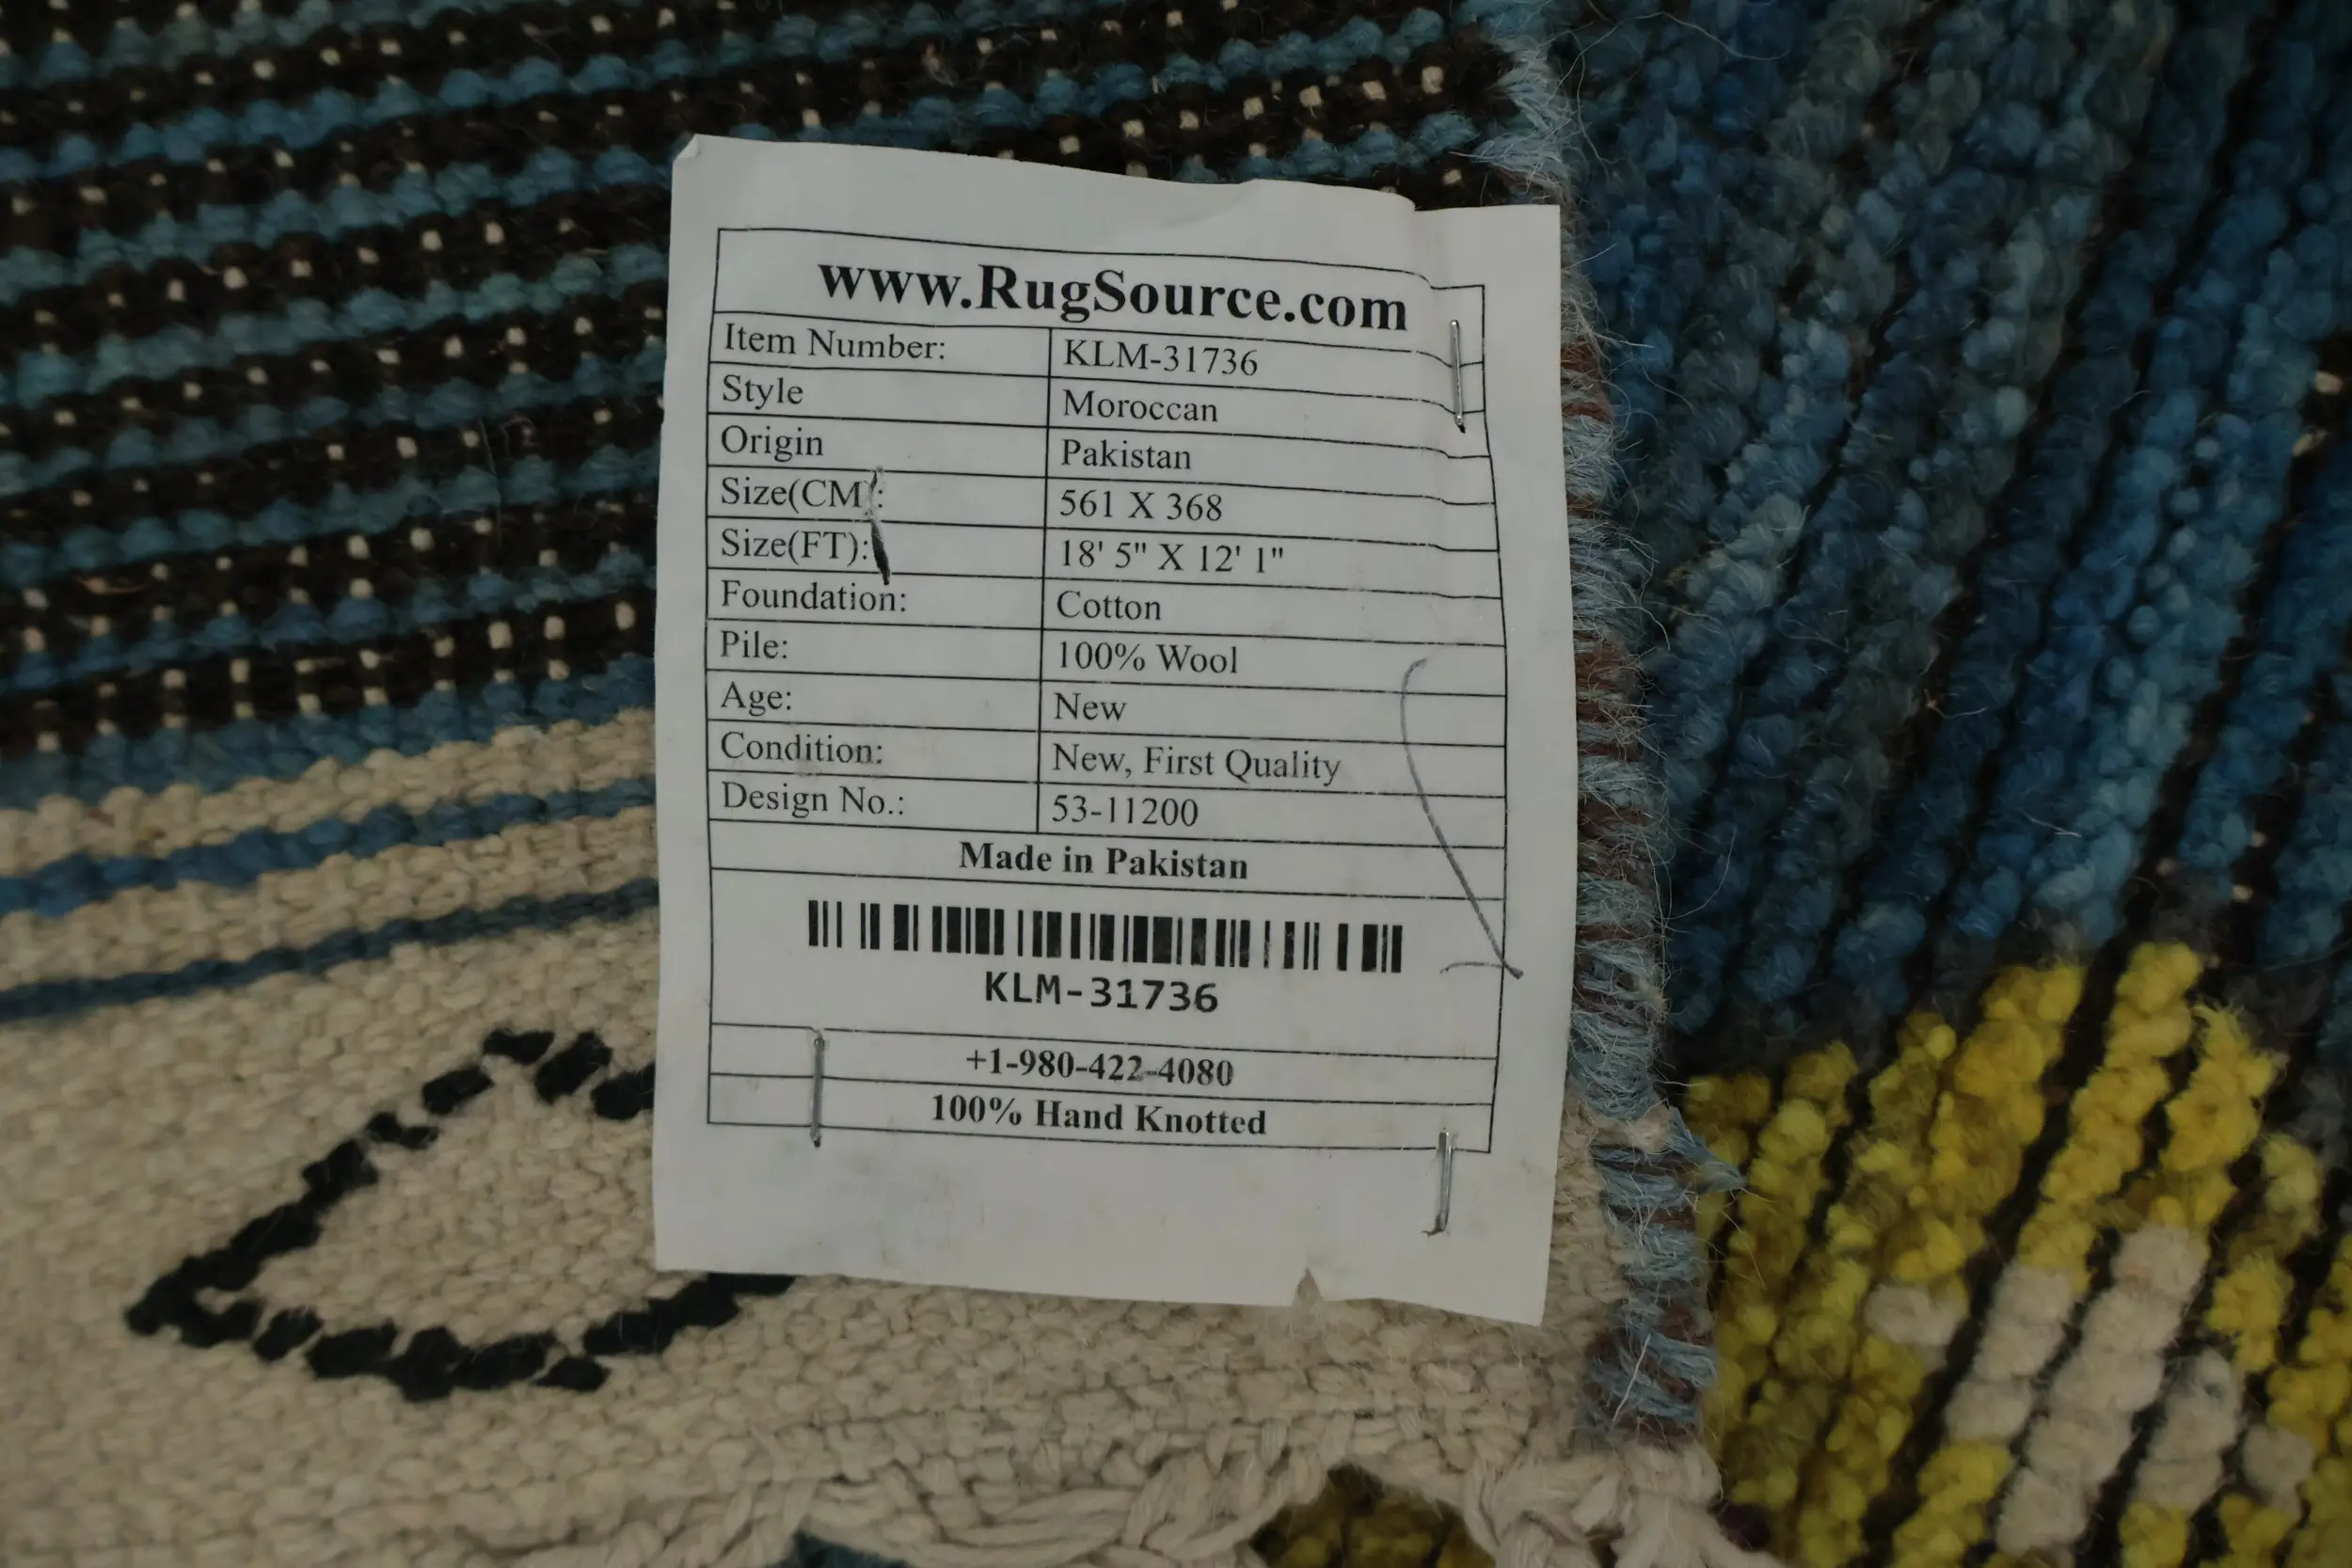 www.RugSource.com
Item Number: KLM-31736
Style Moroccan
Origin Pakistan
Size(CM): 561 X 368
Size(FT): 18' 5" X 12' 1"
Foundation: Cotton
Pile: 100% Wool
Age: New
Condition: New, First Quality
Design No.: 53-11200
Made in Pakistan
KLM-31736
+1-980-422-4080
100% Hand Knotted